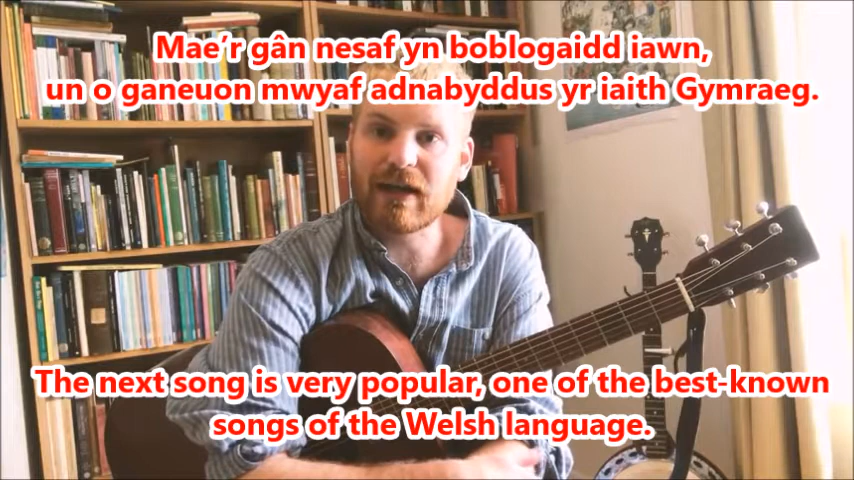 Mae'r gân nesaf yn boblogaidd iawn,
un o ganeuon mwyaf adnabyddus yr iaith Gymraeg.
The next song is very popular, one of the best-known
songs of the Welsh language.